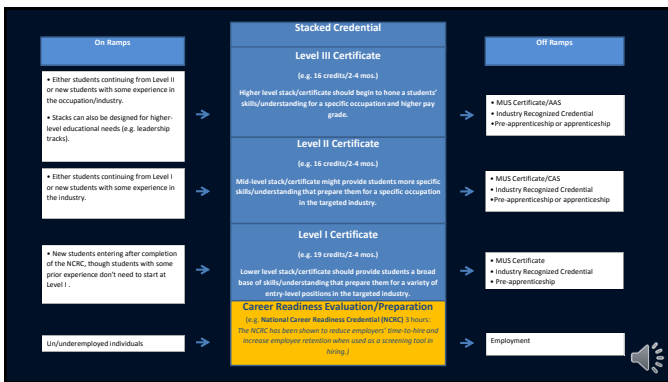 Stacked Credential
On Ramps
Off Ramps
Level III Certificate
(e.g. 16 credits/2-4 mos.)
Higher level stack/certificate should begin to hone a students'
skills/understanding for a specific occupation and higher pay
grade.
• Either students continuing from Level II
or new students with some experience in
the occupation/industry.
• Stacks can also be designed for higher-
level educational needs (e.g. leadership
tracks).
• MUS Certificate/AAS
• Industry Recognized Credential
• Pre-apprenticeship or apprenticeship
Level II Certificate
(e.g. 16 credits/2-4 mos.)
Mid-level stack/certificate might provide students more specific
skills/understanding that prepare them for a specific occupation
in the targeted industry.
• Either students continuing from Level I
or new students with some experience in
the industry.
• MUS Certificate/CAS
• Industry Recognized Credential
•Pre-apprenticeship or apprenticeship
Level I Certificate
(e.g. 19 credits/2-4 mos.)
Lower level stack/certificate should provide students a broad
base of skills/understanding that prepare them for a variety of
entry-level positions in the targeted industry.
• New students entering after completion
of the NCRC, though students with some
prior experience don't need to start at
Level I .
• MUS Certificate
• Industry Recognized Credential
• Pre-apprenticeship
Career Readiness Evaluation/Preparation
(e.g. National Career Readiness Credential (NCRC) 3 hours:
The NCRC has been shown to reduce employers' time-to-hire and
increase employee retention when used as a screening tool in
hiring.)
Un/underemployed individuals
Employment